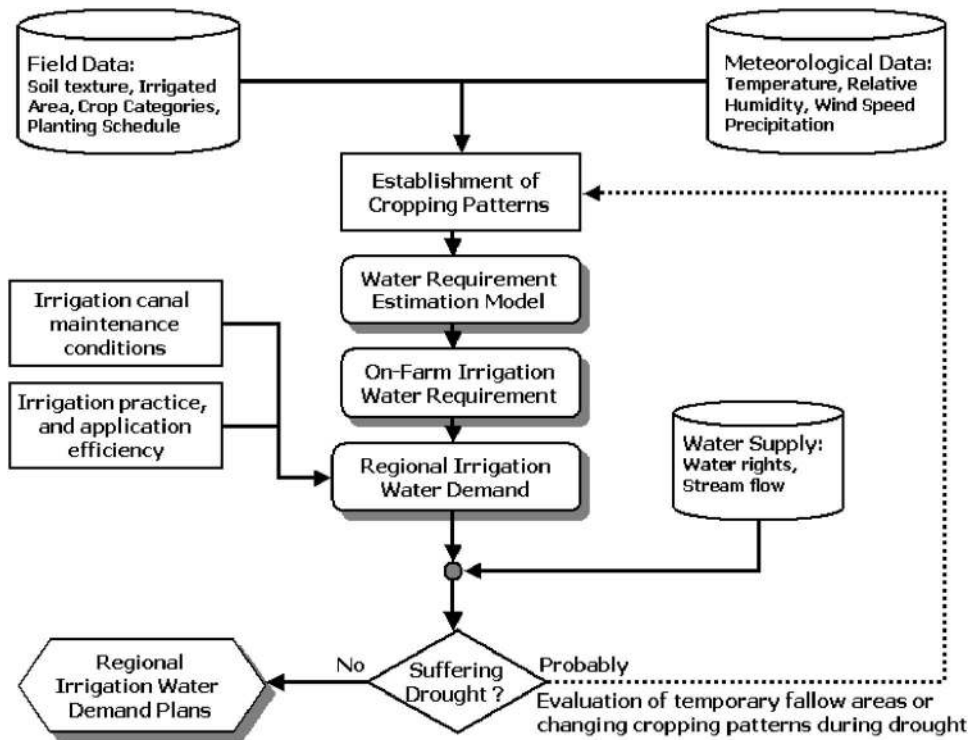 Field Data:
Soil texture, Irrigated
Area, Crop Categories,
Planting Schedule
Meteorological Data:
Temperature, Relative
Humidity, Wind Speed
Precipitation
Establishment of
Cropping Patterns
Water Requirement
Estimation Model
Irrigation canal
maintenance
conditions
On-Farm Irrigation
Water Requirement
Irrigation practice,
and application
efficiency
Regional Irrigation
Water Demand
Water Supply:
Water rights,
Stream flow
Regional
Irrigation Water
Demand Plans
No
Suffering
Drought ?
Probably
Evaluation of temporary fallow areas or
changing cropping patterns during drought